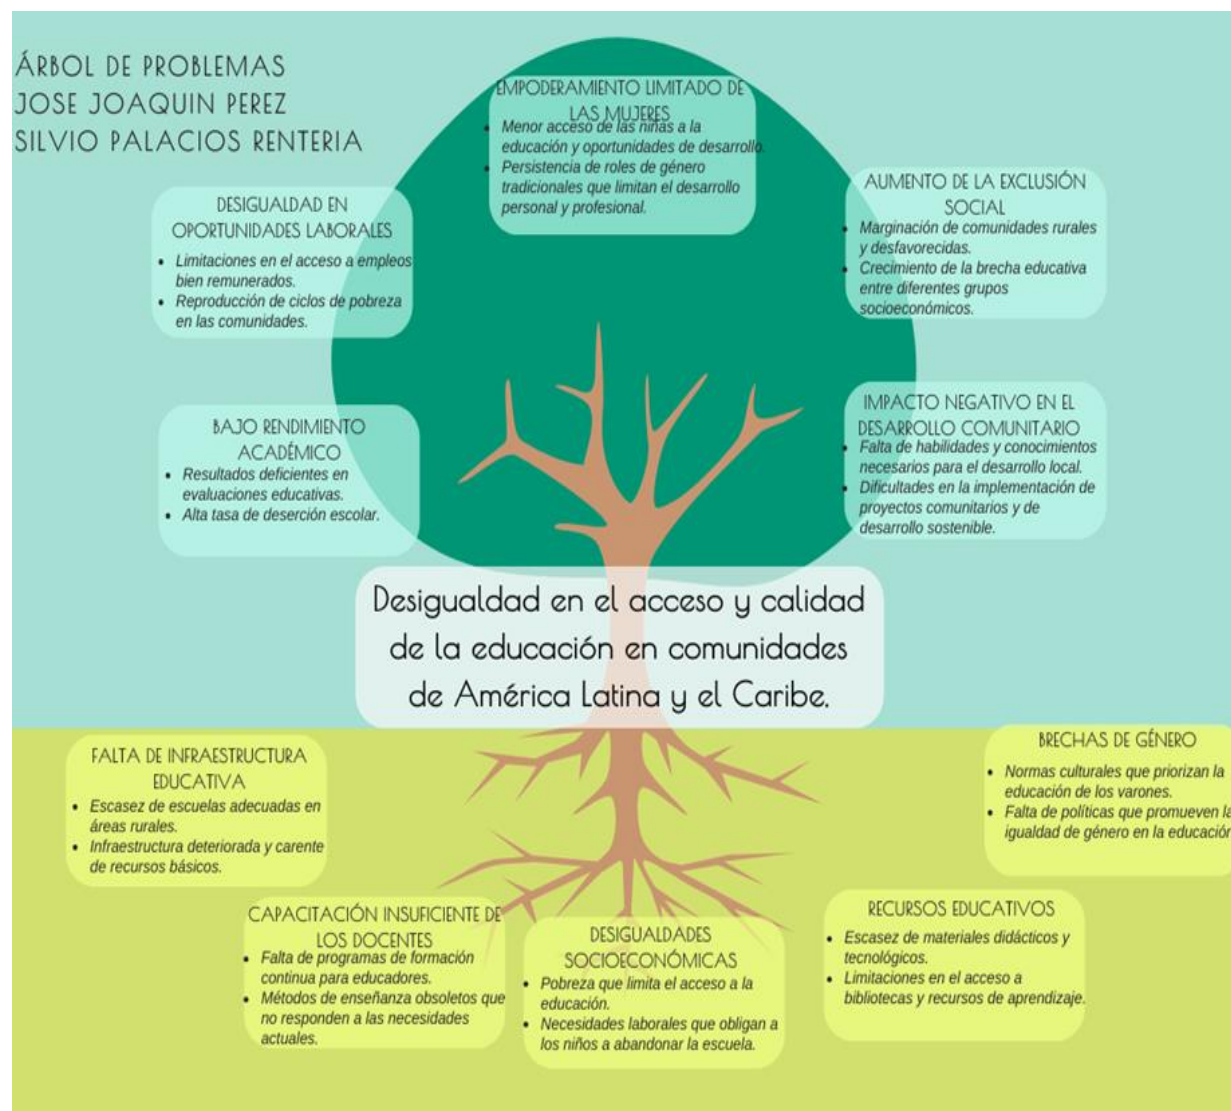 ÁRBOL DE PROBLEMAS
JOSE JOAQUIN PEREZ
SILVIO PALACIOS RENTERIA
EMPODERAMIENTO LIMITADO DE
LAS MUJERES
• Menor acceso de las niñas a la
educación y oportunidades de desarrollo.
• Persistencia de roles de género
tradicionales que limitan el desarrollo
personal y profesional.
DESIGUALDAD EN
OPORTUNIDADES LABORALES
• Limitaciones en el acceso a empleos
bien remunerados.
• Reproducción de ciclos de pobreza
en las comunidades.
AUMENTO DE LA EXCLUSIÓN
SOCIAL
• Marginación de comunidades rurales
y desfavorecidas.
• Crecimiento de la brecha educativa
entre diferentes grupos
socioeconómicos.
BAJO RENDIMIENTO
ACADÉMICO
• Resultados deficientes en
evaluaciones educativas.
• Alta tasa de deserción escolar.
IMPACTO NEGATIVO EN EL
DESARROLLO COMUNITARIO
• Falta de habilidades y conocimientos
necesarios para el desarrollo local.
• Dificultades en la implementación de
proyectos comunitarios y de
desarrollo sostenible.
Desigualdad en el acceso y calidad
de la educación en comunidades
de América Latina y el Caribe.
FALTA DE INFRAESTRUCTURA
EDUCATIVA
• Escasez de escuelas adecuadas en
áreas rurales.
• Infraestructura deteriorada y carente
de recursos básicos.
BRECHAS DE GÉNERO
• Normas culturales que priorizan la
educación de los varones.
• Falta de políticas que promueven la
igualdad de género en la educación
CAPACITACIÓN INSUFICIENTE DE
LOS DOCENTES
• Falta de programas de formación
continua para educadores.
• Métodos de enseñanza obsoletos que
no responden a las necesidades
actuales.
DESIGUALDADES
SOCIOECONÓMICAS
• Pobreza que limita el acceso a la
educación.
• Necesidades laborales que obligan a
los niños a abandonar la escuela.
RECURSOS EDUCATIVOS
• Escasez de materiales didácticos y
tecnológicos.
• Limitaciones en el acceso a
bibliotecas y recursos de aprendizaje.